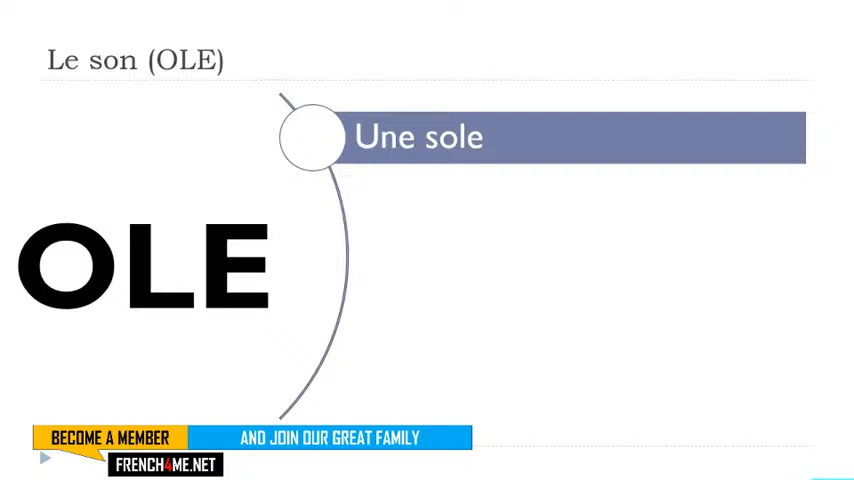 Le son (OLE)
Une sole
OLE
BECOME A MEMBER
AND JOIN OUR GREAT FAMILY
FRENCH4ME.NET